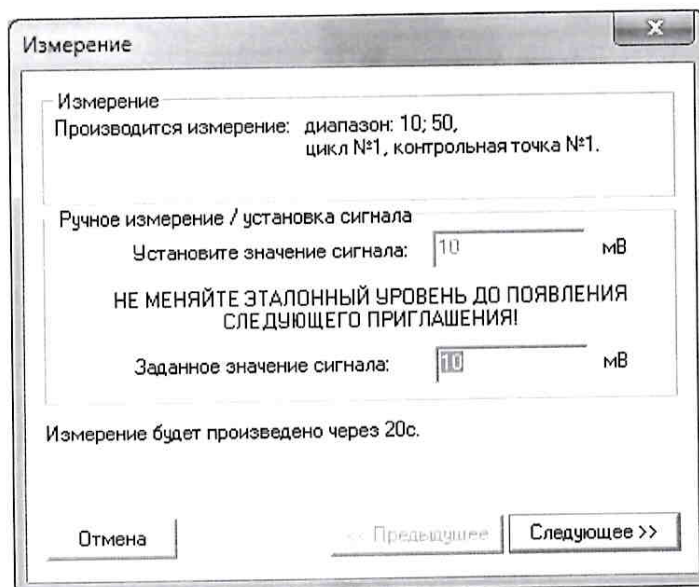 Измерение
Измерение
Производится измерение: диапазон: 10; 50,
цикл №1, контрольная точка №1.
Ручное измерение / установка сигнала
Установите значение сигнала: 10 мВ
НЕ МЕНЯЙТЕ ЭТАЛОННЫЙ УРОВЕНЬ ДО ПОЯВЛЕНИЯ
СЛЕДУЮЩЕГО ПРИГЛАШЕНИЯ!
Заданное значение сигнала: 10 мВ
Измерение будет произведено через 20с.
Отмена << Предыдущее Следующее >>